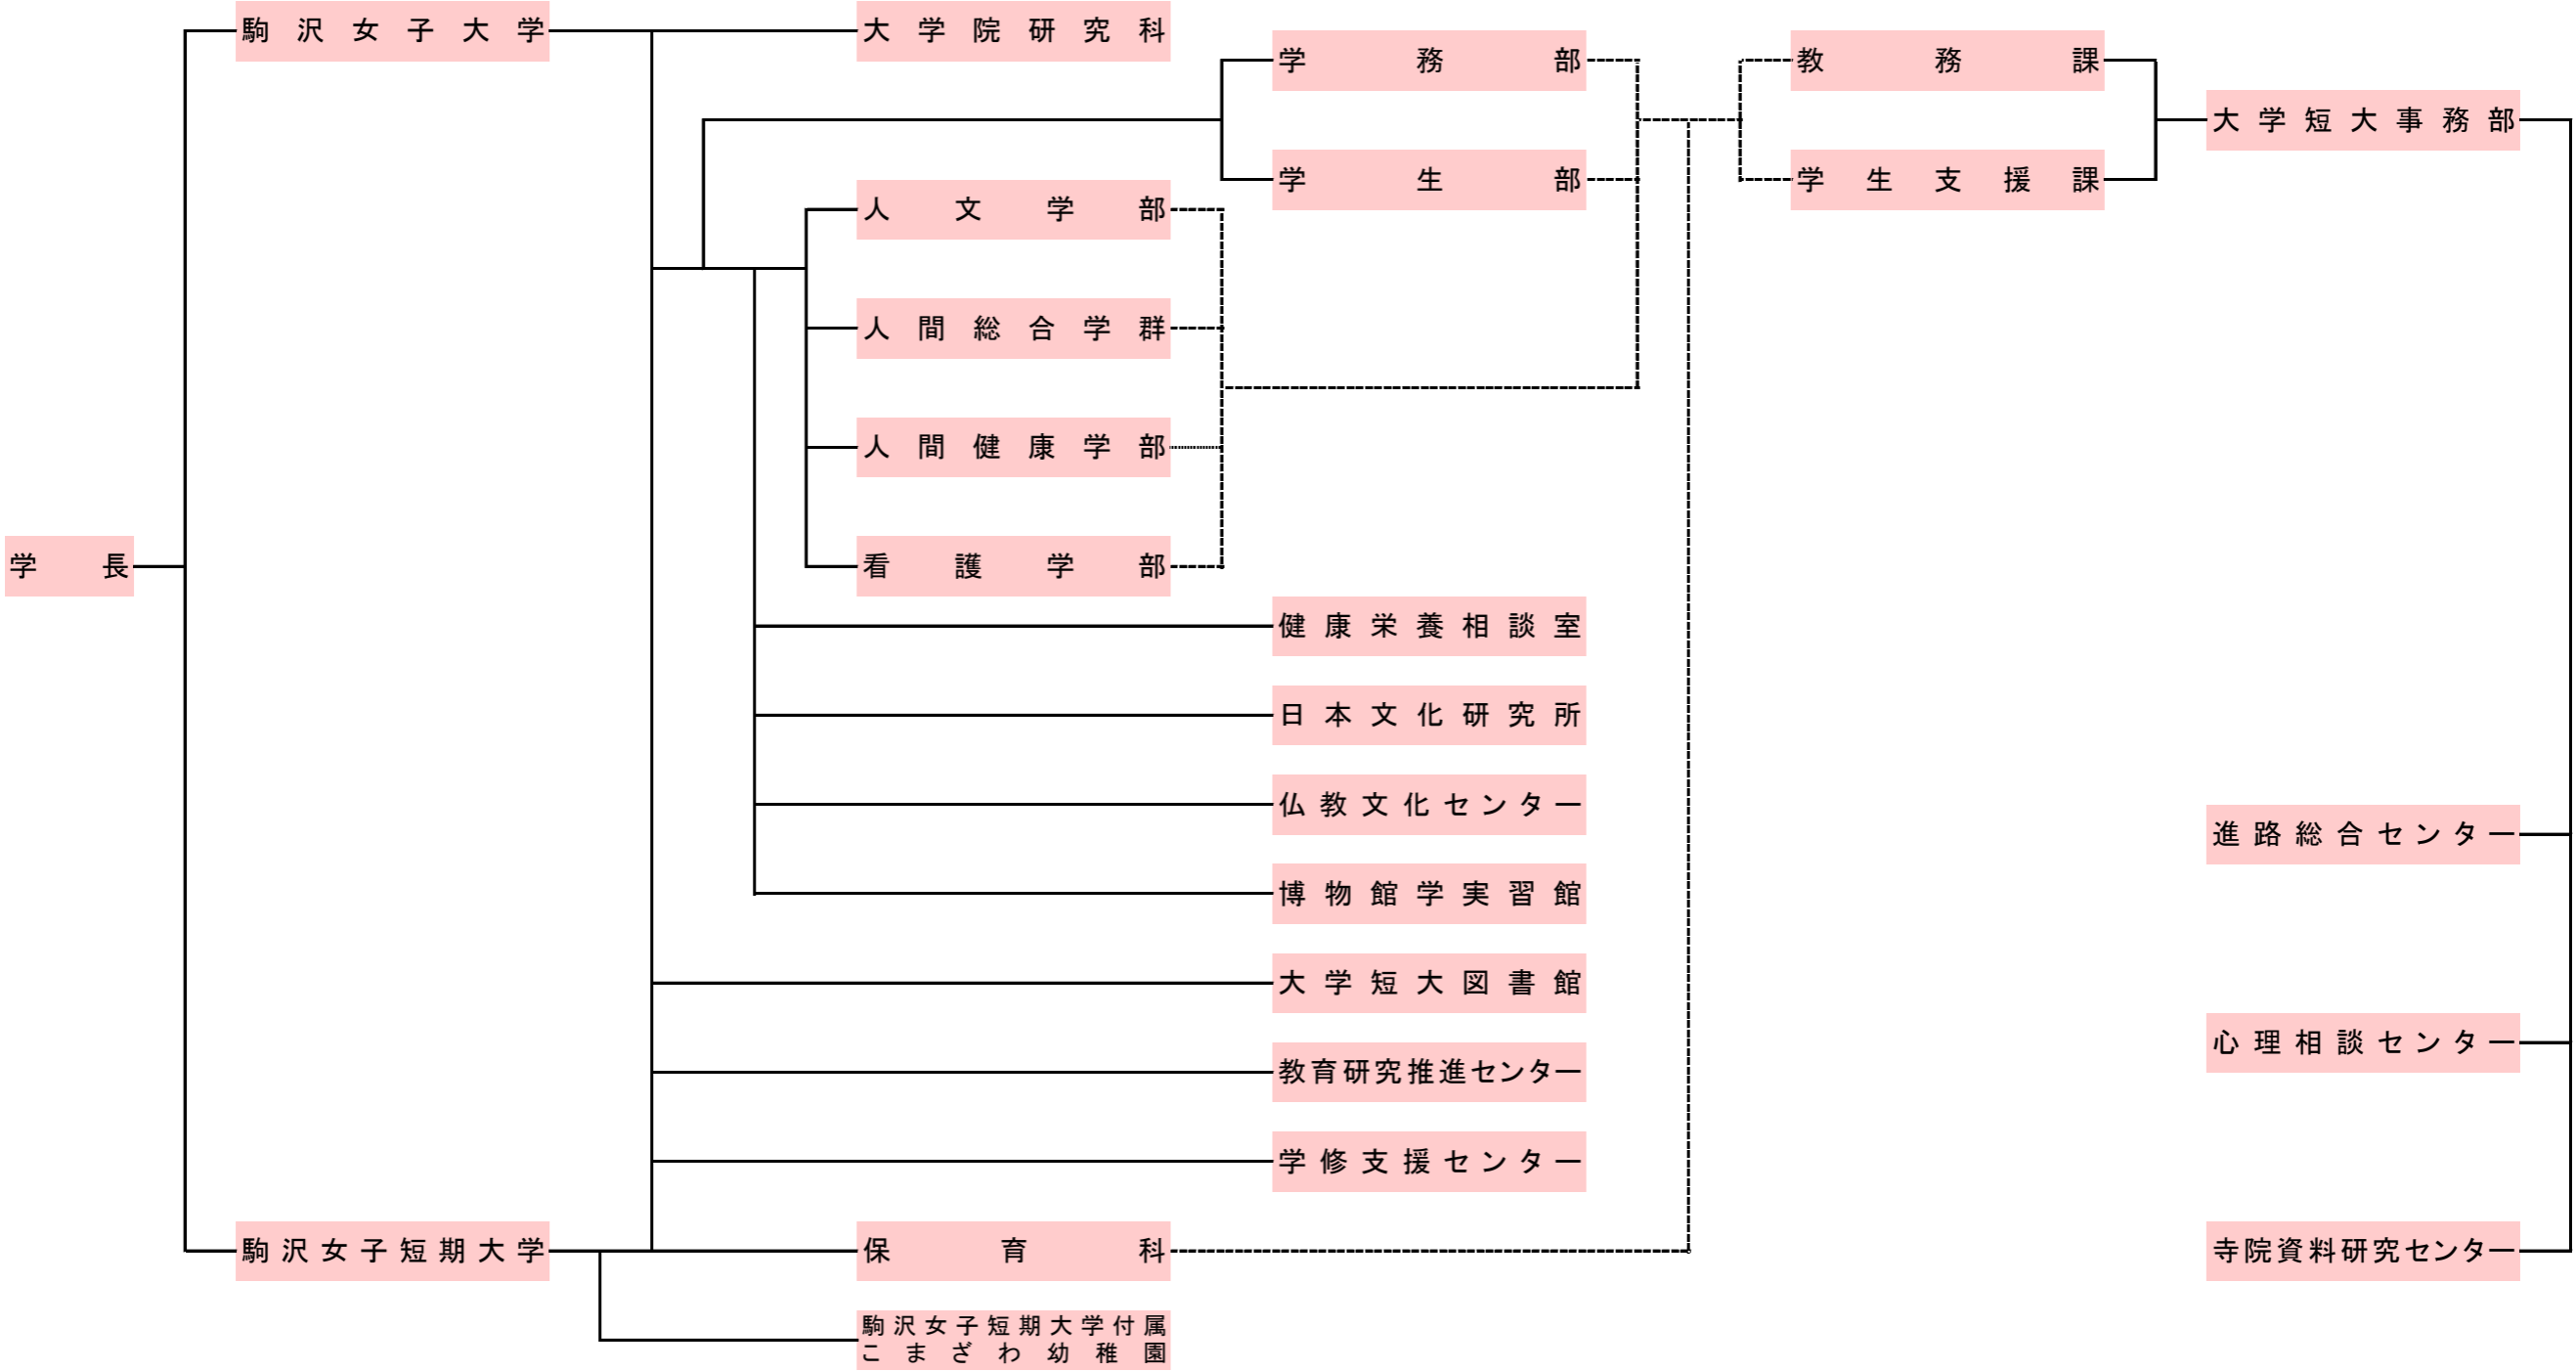 駒沢女子大学
大学院研究科
学務部
教務課
大学短大事務部
学生部
学生支援課
人文学部
人間総合学群
人間健康学部
学長
看護学部
健康栄養相談室
日本文化研究所
仏教文化センター
進路総合センター
博物館学実習館
大学短大図書館
心理相談センター
教育研究推進センター
学修支援センター
駒沢女子短期大学
保育科
寺院資料研究センター
駒沢女子短期大学付属
こまざわ幼稚園